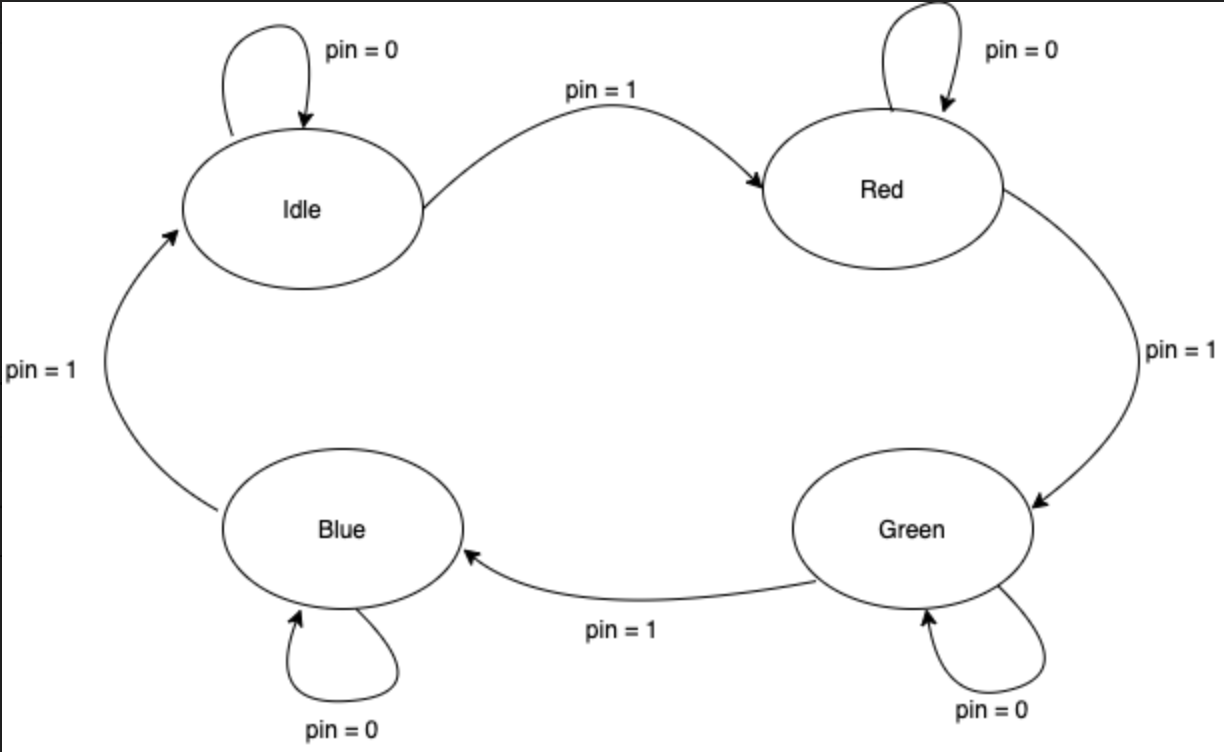 pin = 0
pin = 0
pin = 1
Idle
Red
pin = 1
pin = 1
Blue
Green
pin = 1
pin = 0
pin = 0